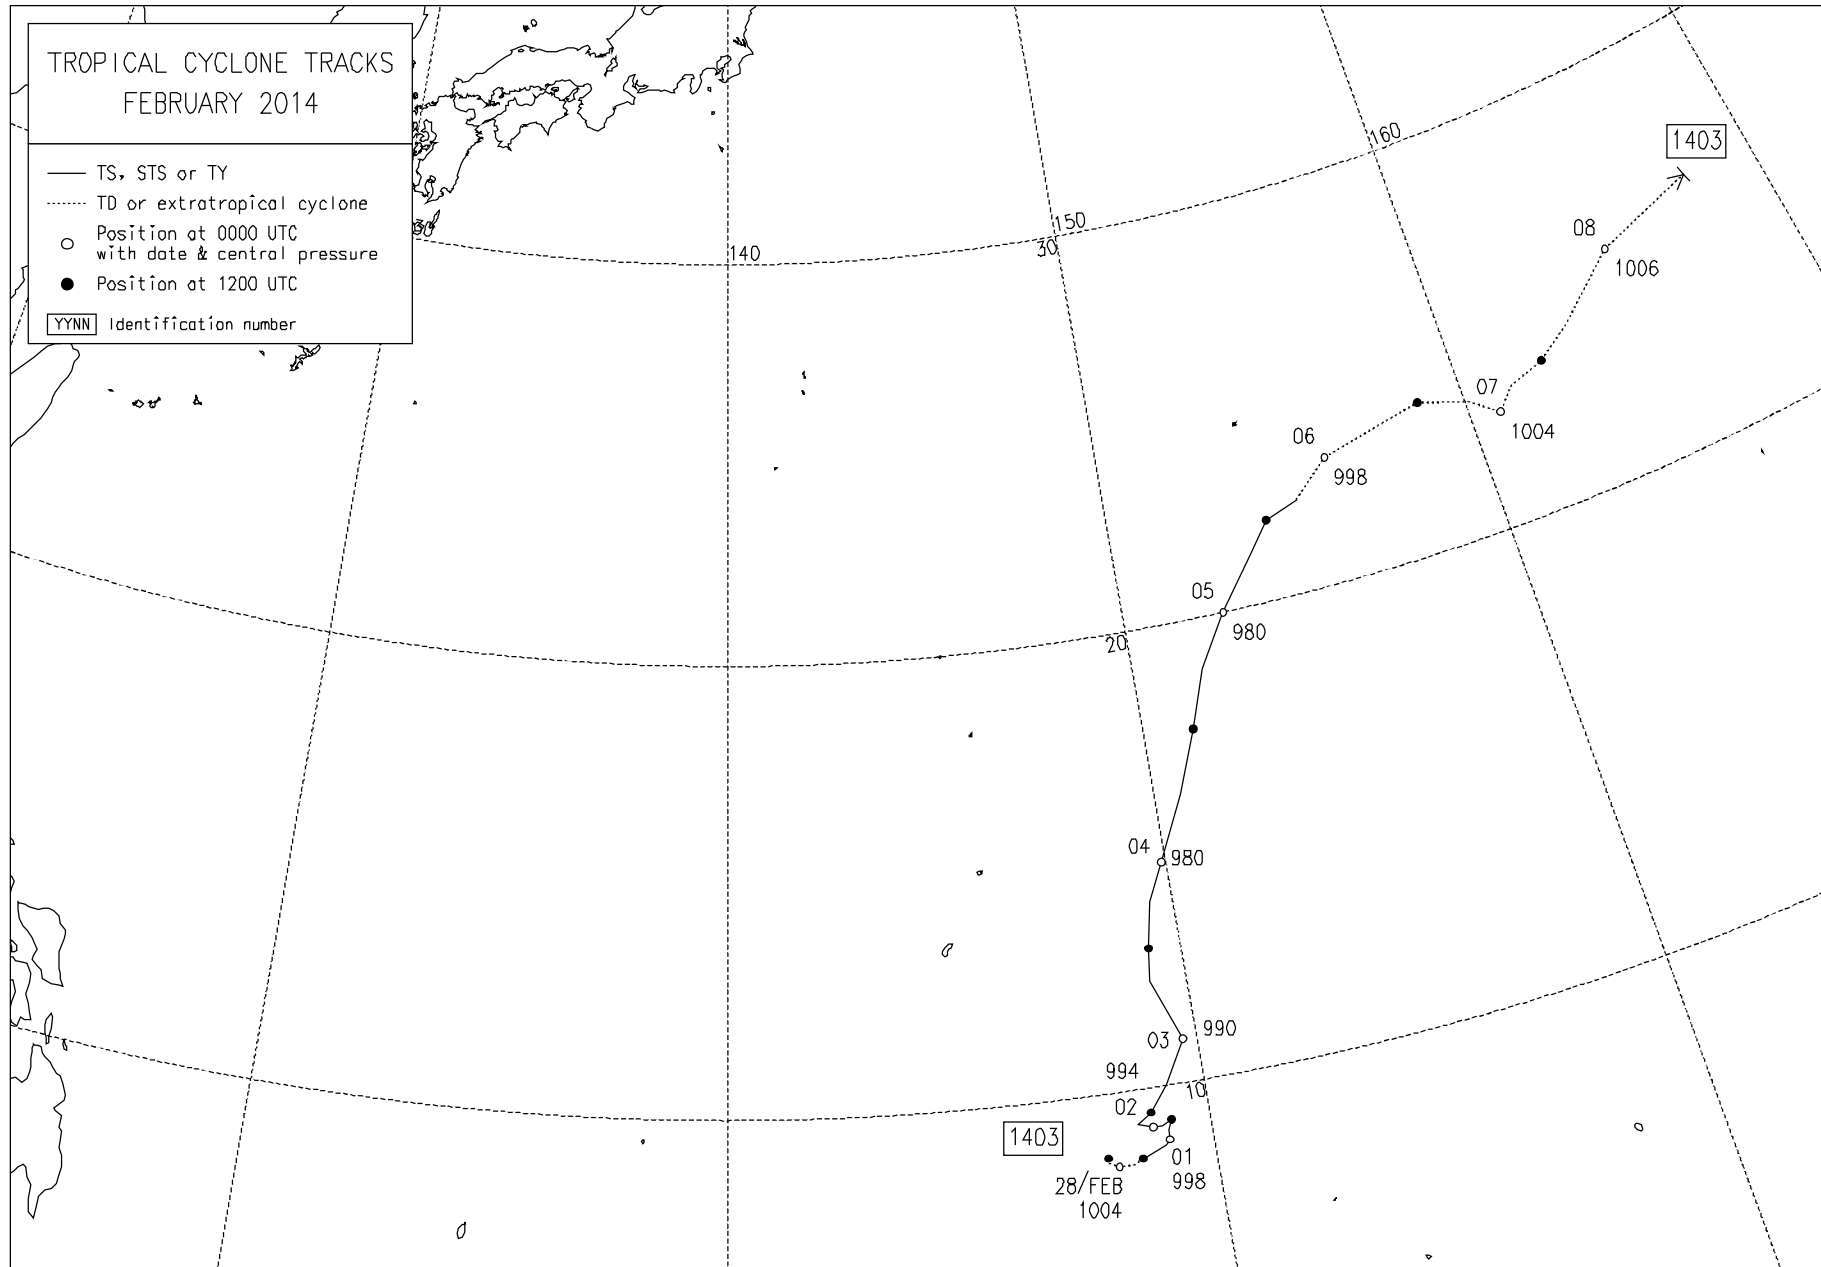 TROPICAL CYCLONE TRACKS
FEBRUARY 2014
TS, STS or TY
TD or extratropical cyclone
Position at 0000 UTC
with date & central pressure
Position at 1200 UTC
YYNN Identification number
1403
160
150
30
140
08
1006
07
1004
06
998
05
980
20
04
980
03
990
994
10
02
1403
01
998
28/FEB
1004